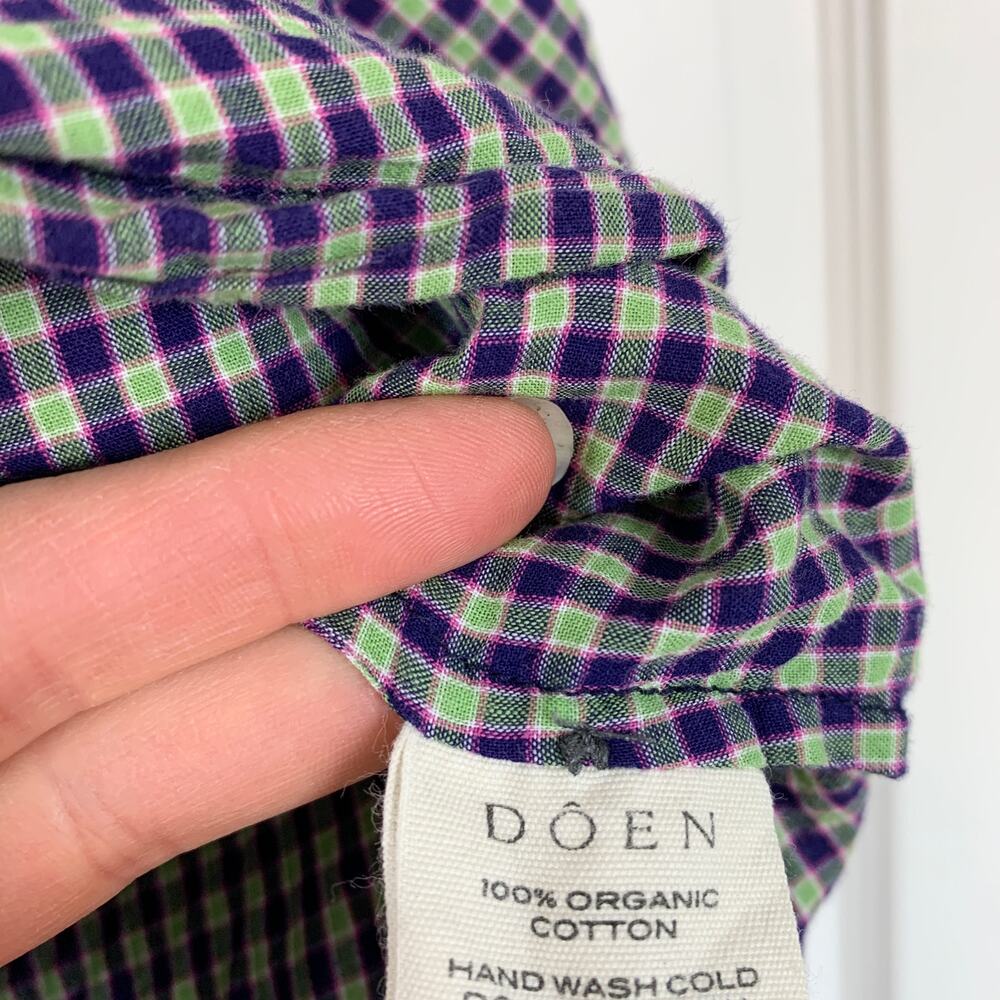 DÔEN
100% ORGANIC
COTTON
HAND WASH COLD